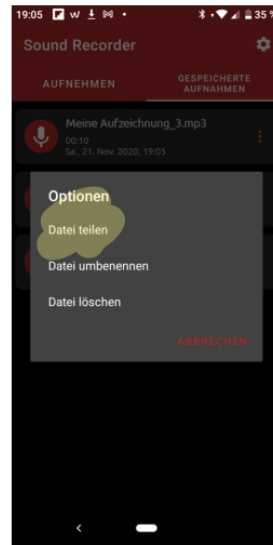 19:05
35 %
Sound Recorder
AUFNEHMEN
GESPEICHERTE
AUFNAHMEN
Meine Aufzeichnung_3.mp3
00:10
Sa., 21. Nov. 2020, 19:05
Optionen
Datei teilen
Datei umbenennen
Datei löschen
ABBRECHEN